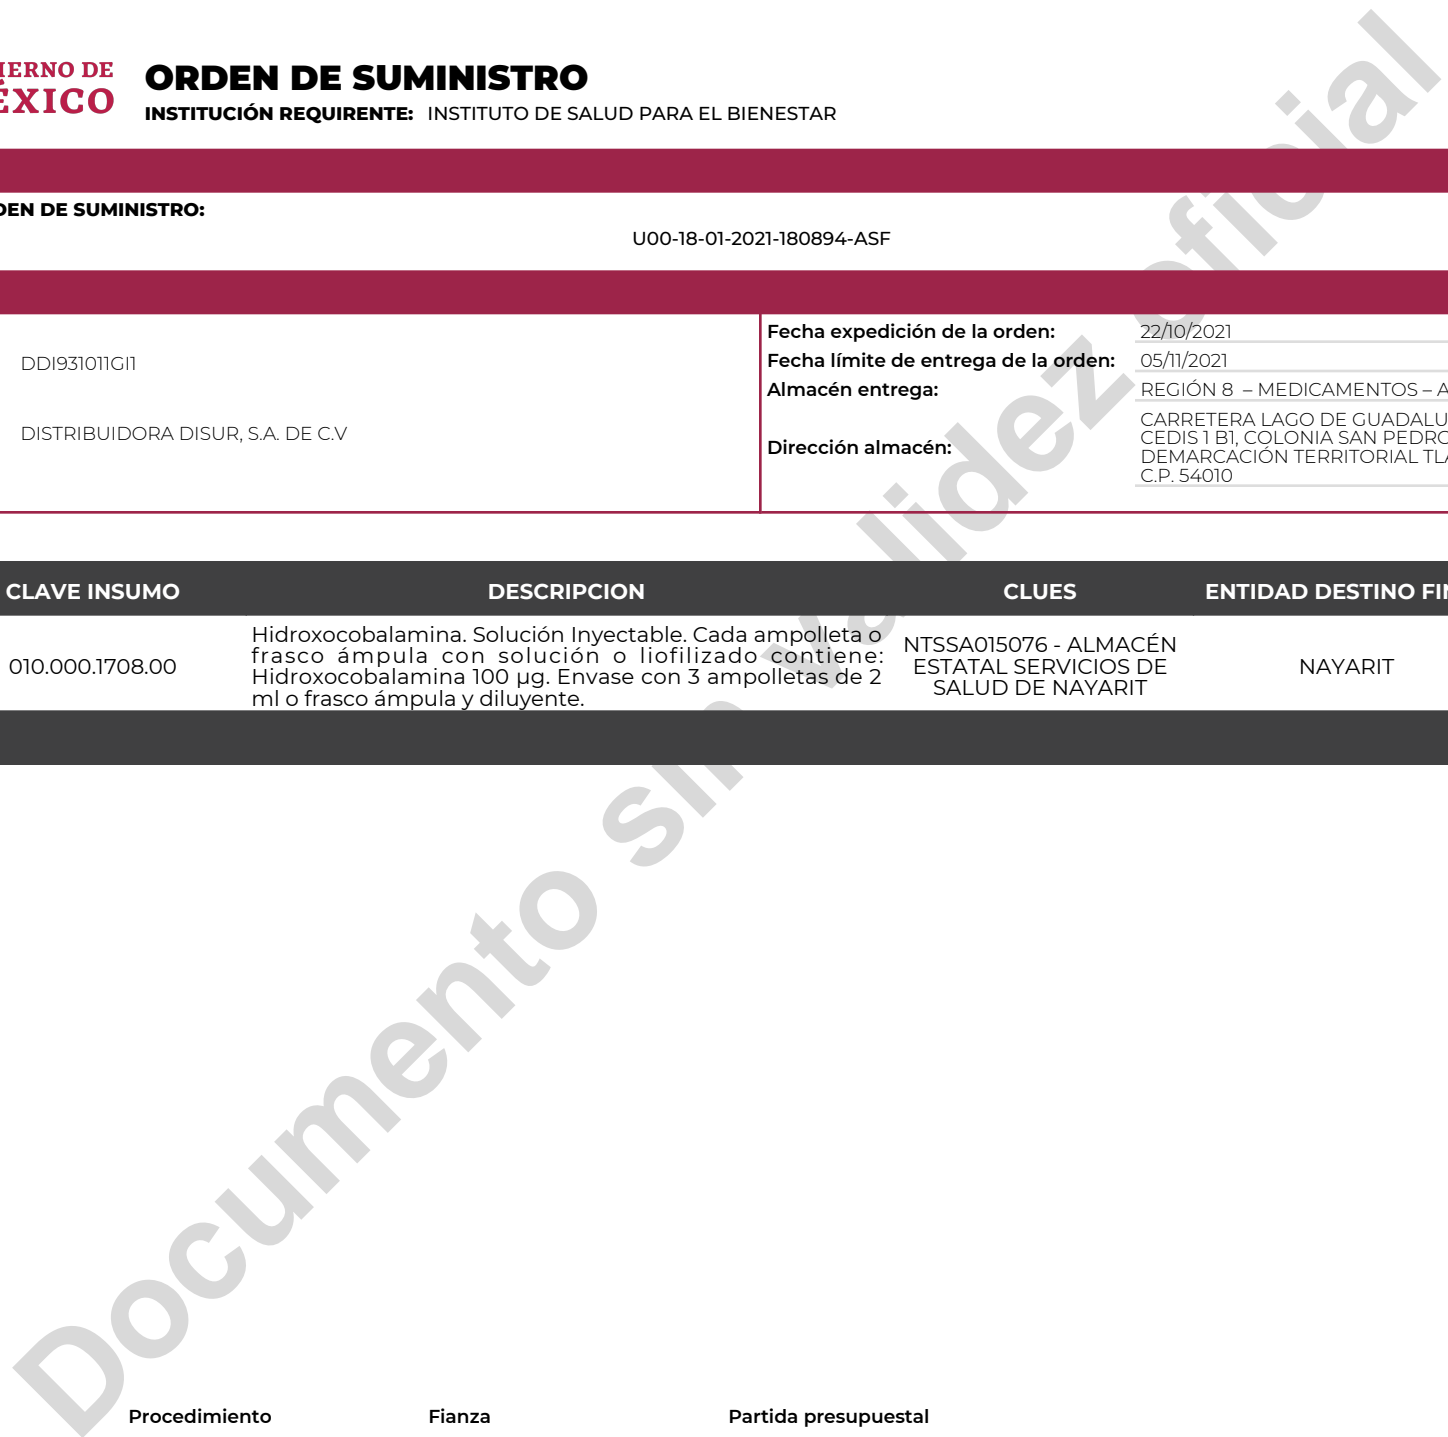 IERNO DE
ÉXICO
ORDEN DE SUMINISTRO
INSTITUCIÓN REQUIRENTE: INSTITUTO DE SALUD PARA EL BIENESTAR
DEN DE SUMINISTRO:
U00-18-01-2021-180894-ASF
DDI931011GI1
DISTRIBUIDORA DISUR, S.A. DE C.V
Fecha expedición de la orden: 22/10/2021
Fecha límite de entrega de la orden: 05/11/2021
Almacén entrega: REGIÓN 8 – MEDICAMENTOS – A
Dirección almacén:
CARRETERA LAGO DE GUADALU
CEDIS 1 B1, COLONIA SAN PEDRO
DEMARCACIÓN TERRITORIAL TLA
C.P. 54010
CLAVE INSUMO DESCRIPCION CLUES ENTIDAD DESTINO FIN
010.000.1708.00
Hidroxocobalamina. Solución Inyectable. Cada ampolleta o
frasco ámpula con solución o liofilizado contiene:
Hidroxocobalamina 100 µg. Envase con 3 ampolletas de 2
ml o frasco ámpula y diluyente.
NTSSA015076 - ALMACÉN
ESTATAL SERVICIOS DE
SALUD DE NAYARIT
NAYARIT
Documento sin validez oficial
Procedimiento Fianza Partida presupuestal